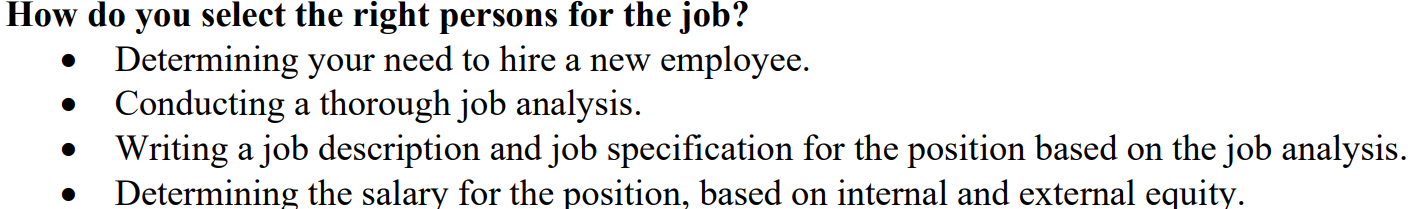 How do you select the right persons for the job?
• Determining your need to hire a new employee.
• Conducting a thorough job analysis.
• Writing a job description and job specification for the position based on the job analysis.
• Determining the salary for the position, based on internal and external equity.